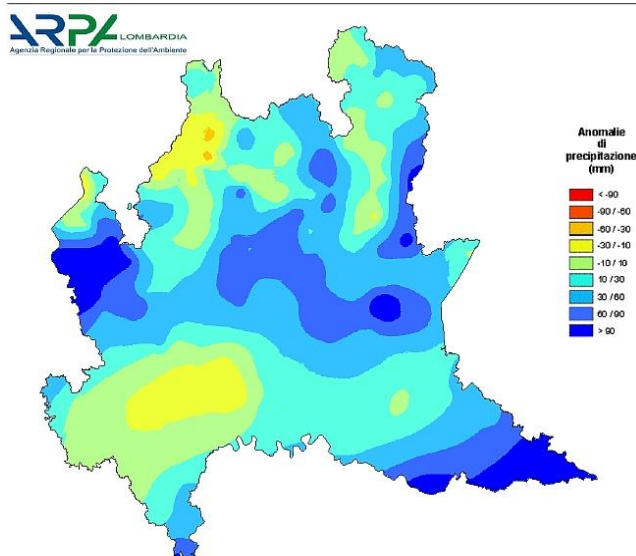 ARPA LOMBARDIA
Agenzia Regionale per la Protezione dell'Ambiente
Anomalie
di
precipitazione
(mm)
< -90
-90 / -60
-60 / -30
-30 / -10
-10 / 10
10 / 30
30 / 60
60 / 90
> 90